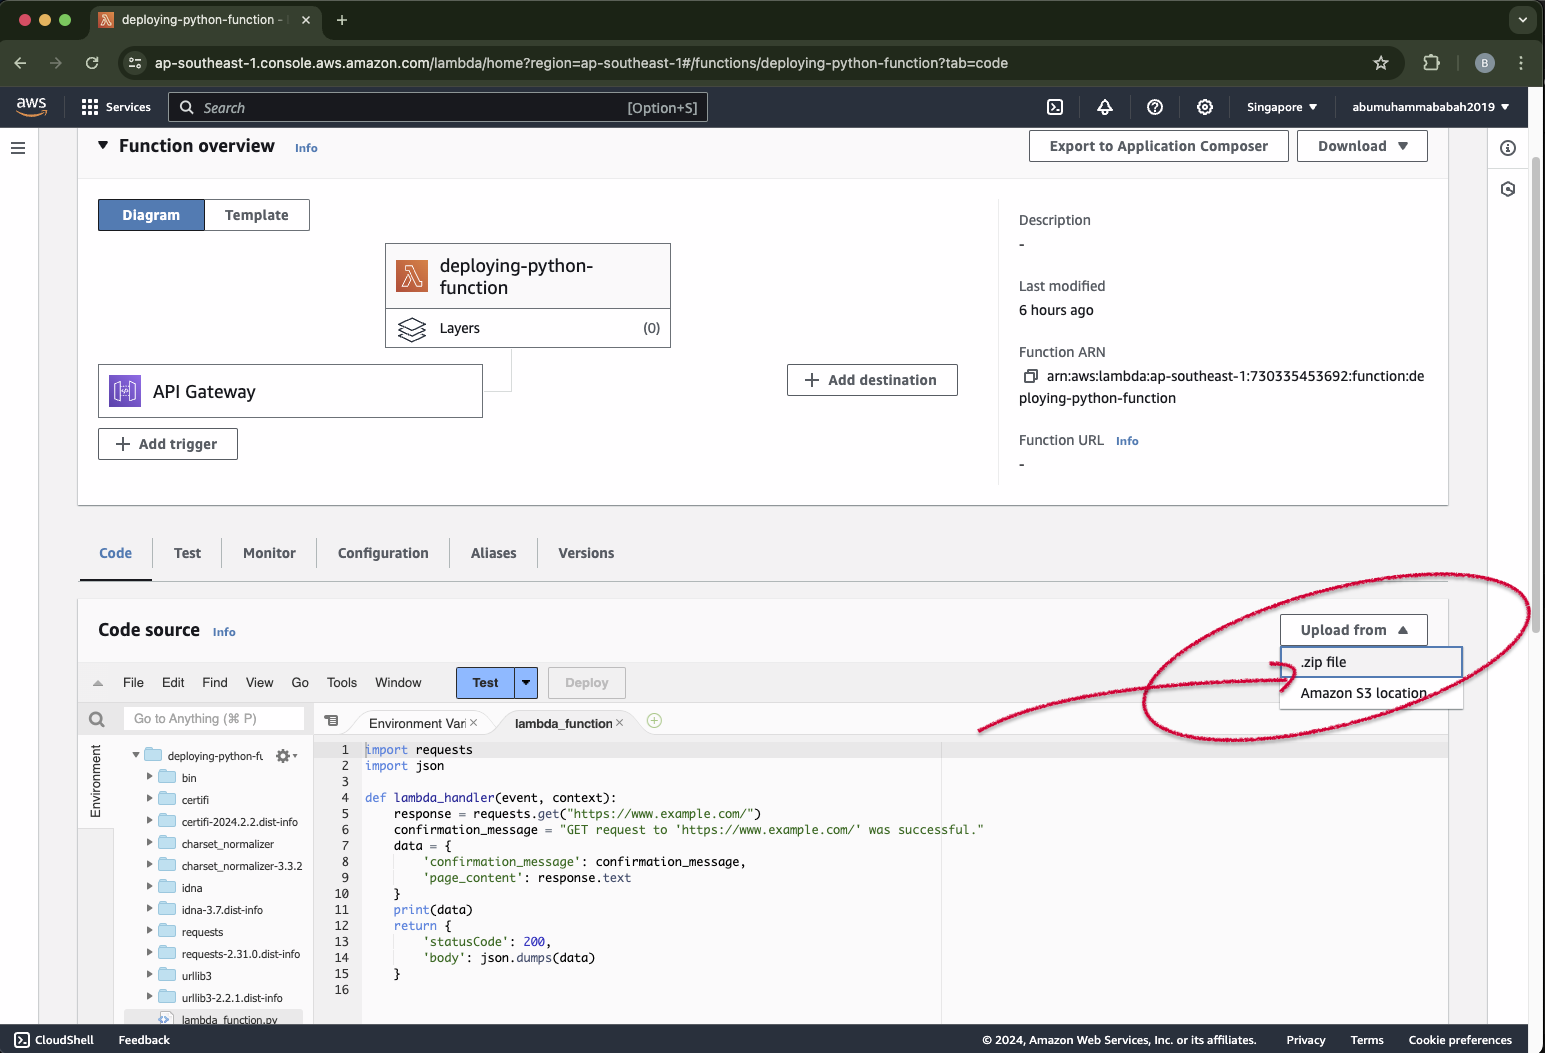 deploying-python-function -
ap-southeast-1.console.aws.amazon.com/lambda/home?region=ap-southeast-1#/functions/deploying-python-function?tab=code
B
aws
Services
Search
[Option+S]
Singapore
abumuhammababah2019
Function overview
Info
Export to Application Composer
Download
Diagram
Template
deploying-python-
function
Layers
(0)
API Gateway
Add trigger
Add destination
Description
-
Last modified
6 hours ago
Function ARN
arn:aws:lambda:ap-southeast-1:730335453692:function:de
ploying-python-function
Function URL Info
-
Code
Test
Monitor
Configuration
Aliases
Versions
Code source
Info
Upload from
.zip file
Amazon S3 location
File Edit Find View Go Tools Window
Test
Deploy
Go to Anything (⌘ P)
Environment Vari
lambda_function
Environment
deploying-python-fu
bin
certifi
certifi-2024.2.2.dist-info
charset_normalizer
charset_normalizer-3.3.2
idna
idna-3.7.dist-info
requests
requests-2.31.0.dist-info
urllib3
urllib3-2.2.1.dist-info
lambda_function.py
1 import requests
2 import json
3
4 def lambda_handler(event, context):
5 response = requests.get("https://www.example.com/")
6 confirmation_message = "GET request to 'https://www.example.com/' was successful."
7 data = {
8 'confirmation_message': confirmation_message,
9 'page_content': response.text
10 }
11 print(data)
12 return {
13 'statusCode': 200,
14 'body': json.dumps(data)
15 }
16
CloudShell
Feedback
© 2024, Amazon Web Services, Inc. or its affiliates.
Privacy
Terms
Cookie preferences